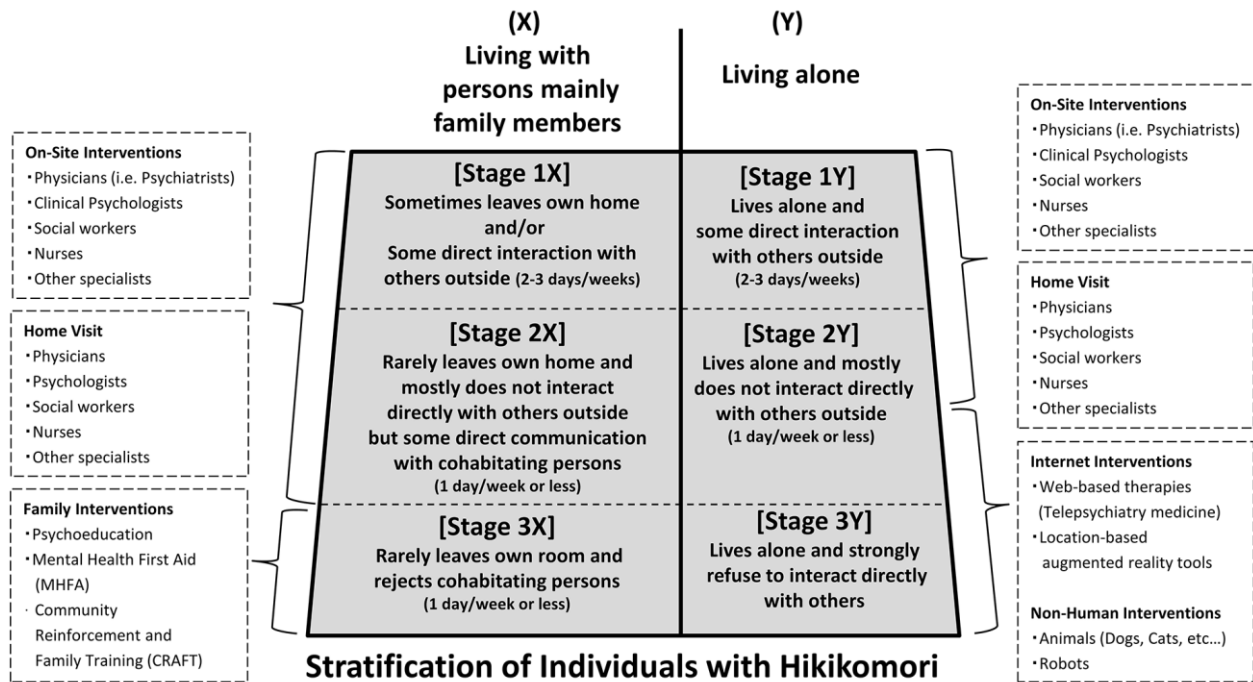 (X)
Living with
persons mainly
family members
(Y)
Living alone
On-Site Interventions
・Physicians (i.e. Psychiatrists)
・Clinical Psychologists
・Social workers
・Nurses
・Other specialists
Home Visit
・Physicians
・Psychologists
・Social workers
・Nurses
・Other specialists
Family Interventions
・Psychoeducation
・Mental Health First Aid
(MHFA)
· Community
Reinforcement and
Family Training (CRAFT)
[Stage 1X]
Sometimes leaves own home
and/or
Some direct interaction with
others outside (2-3 days/weeks)
[Stage 2X]
Rarely leaves own home and
mostly does not interact
directly with others outside
but some direct communication
with cohabitating persons
(1 day/week or less)
[Stage 3X]
Rarely leaves own room and
rejects cohabitating persons
(1 day/week or less)
[Stage 1Y]
Lives alone and
some direct interaction
with others outside
(2-3 days/weeks)
[Stage 2Y]
Lives alone and mostly
does not interact directly
with others outside
(1 day/week or less)
[Stage 3Y]
Lives alone and strongly
refuse to interact directly
with others
On-Site Interventions
・Physicians (i.e. Psychiatrists)
・Clinical Psychologists
・Social workers
・Nurses
・Other specialists
Home Visit
・Physicians
・Psychologists
・Social workers
・Nurses
・Other specialists
Internet Interventions
・Web-based therapies
(Telepsychiatry medicine)
・Location-based
augmented reality tools
Non-Human Interventions
・Animals (Dogs, Cats, etc...)
・Robots
Stratification of Individuals with Hikikomori